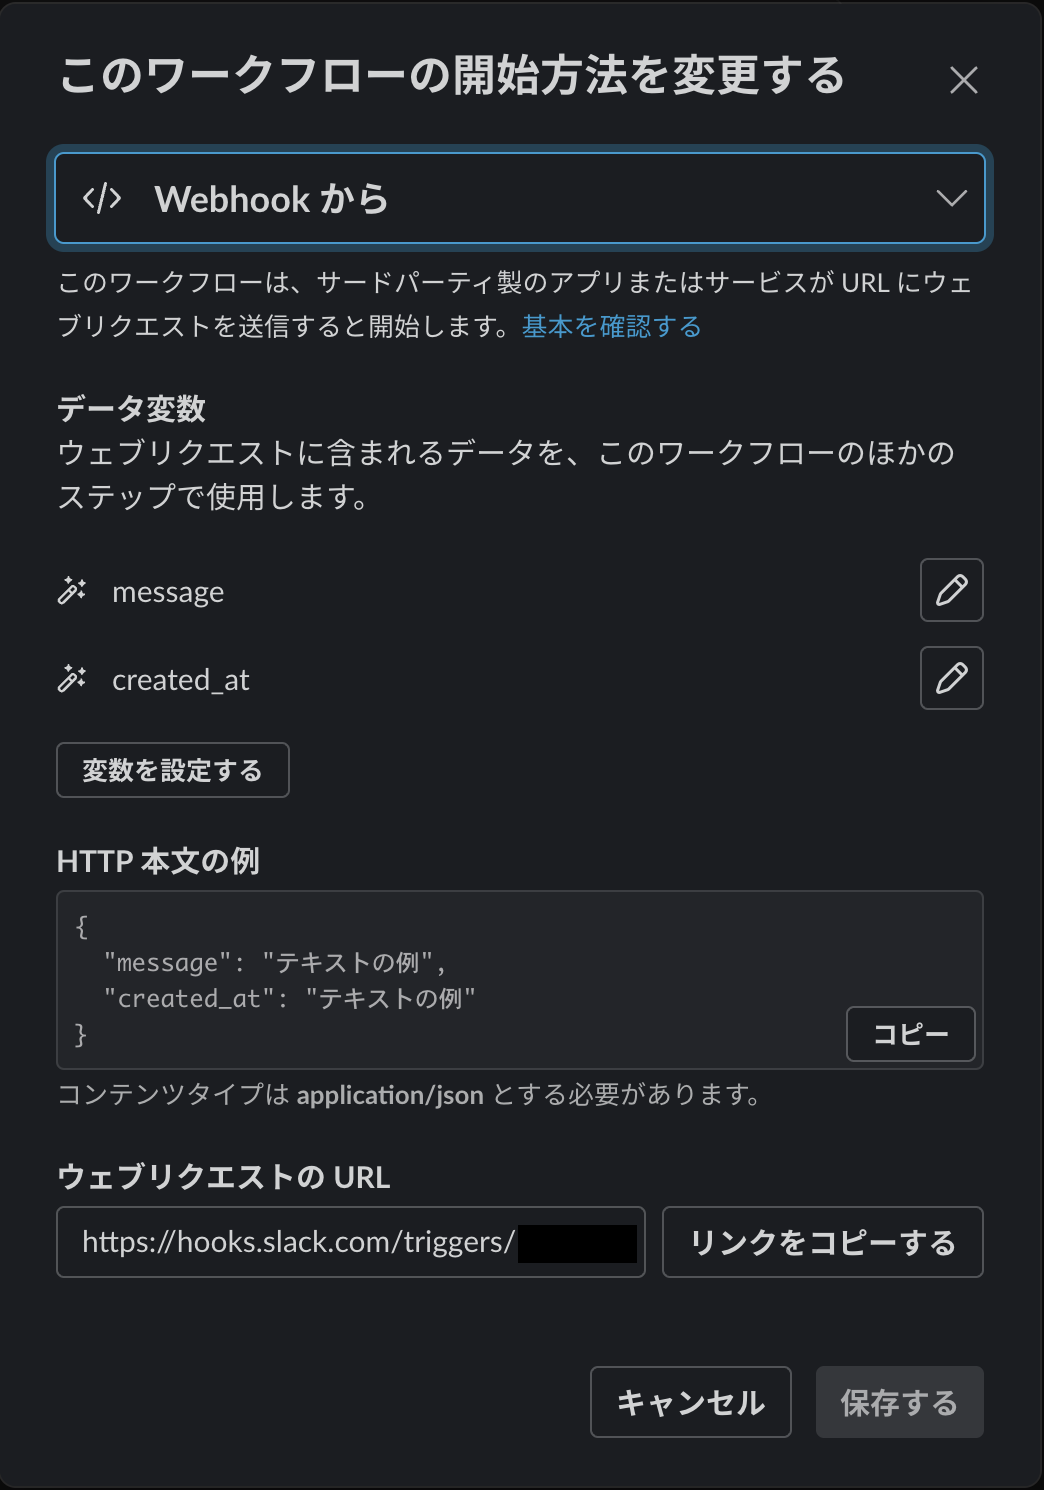 このワークフローの開始方法を変更する
</> Webhook から
このワークフローは、サードパーティ製のアプリまたはサービスが URL にウェ
ブリクエストを送信すると開始します。基本を確認する
データ変数
ウェブリクエストに含まれるデータを、このワークフローのほかの
ステップで使用します。
message
created_at
変数を設定する
HTTP 本文の例
{
"message": "テキストの例",
"created_at": "テキストの例"
}
コピー
コンテンツタイプは application/json とする必要があります。
ウェブリクエストの URL
https://hooks.slack.com/triggers/
リンクをコピーする
キャンセル
保存する